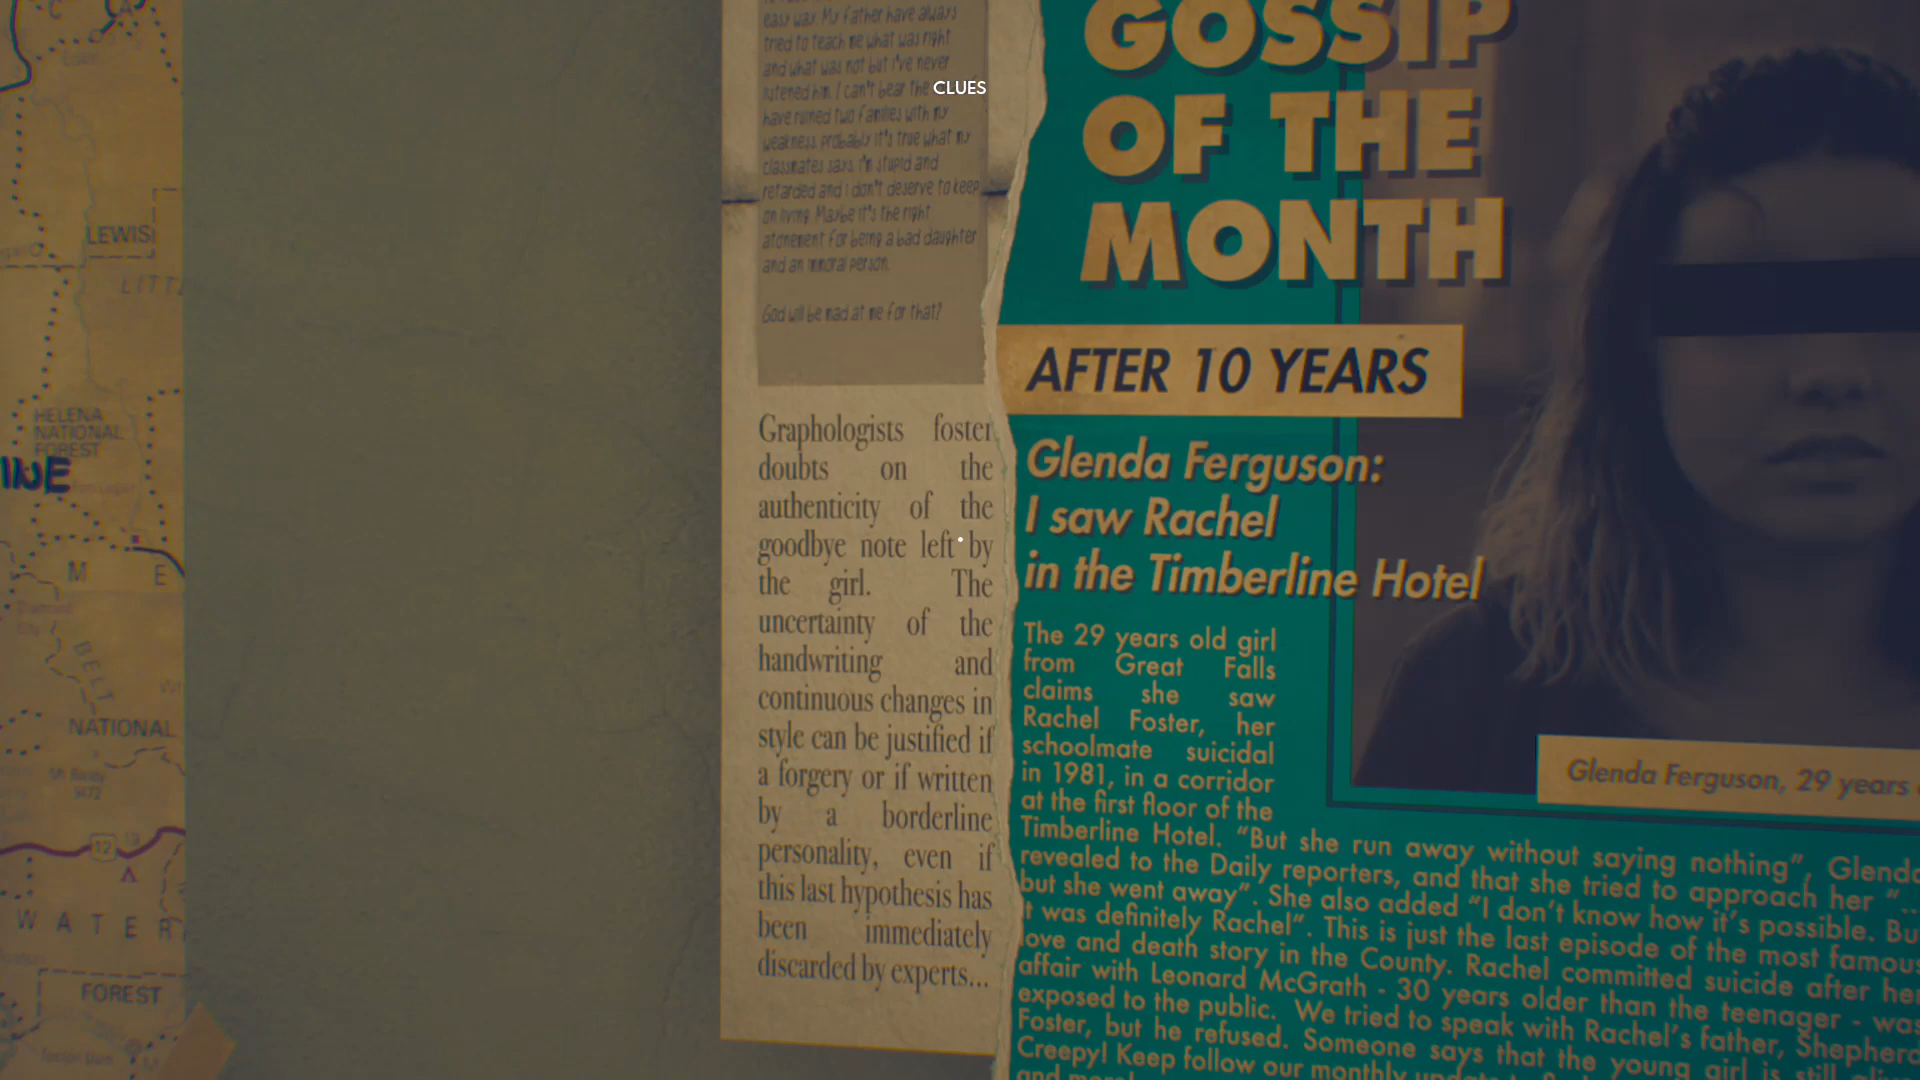 CLUES
LEWIS
HELENA
NATIONAL
FOREST
INE
M E
BELT
NATIONAL
12
WATER
FOREST
easy way. My father have always
tried to teach me what was right
and what was not but i've never
listened him. I can't bear the
have ruined two families with my
weakness. probably it's true what my
classmates says. i'm stupid and
retarded and i don't deserve to keep
on living. Maybe it's the right
atonement for being a bad daughter
and an immoral person.
God will be mad at me for that?
Graphologists foster
doubts on the
authenticity of the
goodbye note left by
the girl. The
uncertainty of the
handwriting and
continuous changes in
style can be justified if
a forgery or if written
by a borderline
personality, even if
this last hypothesis has
been immediately
discarded by experts...
GOSSIP
OF THE
MONTH
AFTER 10 YEARS
Glenda Ferguson:
I saw Rachel
in the Timberline Hotel
Glenda Ferguson, 29 years
The 29 years old girl
from Great Falls
claims she saw
Rachel Foster, her
schoolmate suicidal
in 1981, in a corridor
at the first floor of the
Timberline Hotel. "But she run away without saying nothing", Glenda
revealed to the Daily reporters, and that she tried to approach her "...
but she went away". She also added "I don't know how it's possible. But
it was definitely Rachel". This is just the last episode of the most famous
love and death story in the County. Rachel committed suicide after her
affair with Leonard McGrath - 30 years older than the teenager - was
exposed to the public. We tried to speak with Rachel's father, Shepherd
Foster, but he refused. Someone says that the young girl is still alive.
Creepy! Keep follow our monthly
and more!